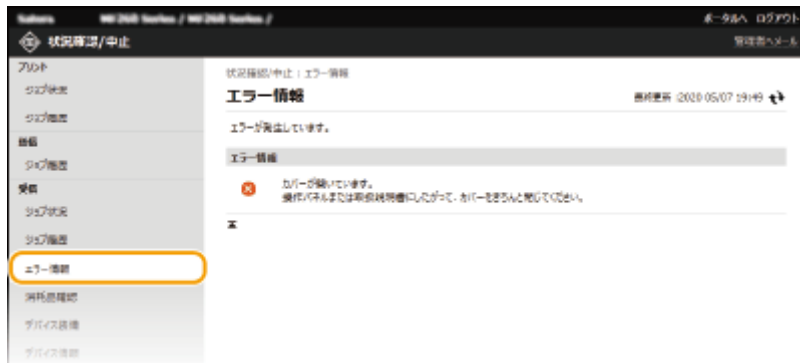 ポータルへ ログアウト
状況確認/中止
管理者へメール
プリント
ジョブ状況
ジョブ履歴
送信
ジョブ履歴
受信
ジョブ状況
ジョブ履歴
エラー情報
消耗品確認
デバイス装備
デバイス情報
状況確認/中止 : エラー情報
エラー情報
最終更新 :2020 05/07 19:49
エラーが発生しています。
エラー情報
カバーが開いています。
操作パネルまたは取扱説明書にしたがって、カバーをきちんと閉じてください。